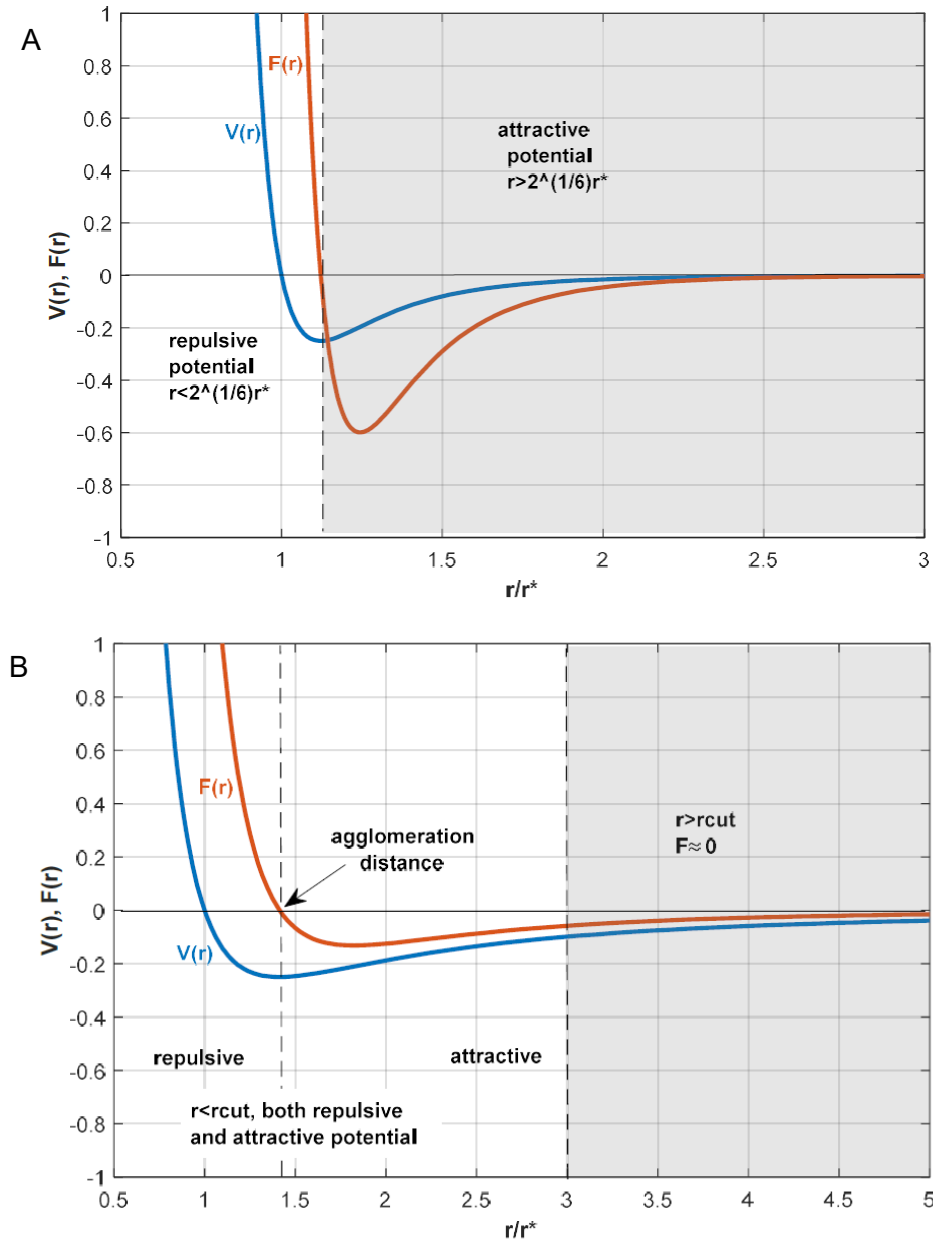 A
1
0.8
0.6
0.4
0.2
0
-0.2
-0.4
-0.6
-0.8
-1
V(r), F(r)
F(r)
V(r)
attractive
potential
r>2^(1/6)r*
repulsive
potential
r<2^(1/6)r*
0.5 1 1.5 2 2.5 3
r/r*
B
1
0.8
0.6
0.4
0.2
0
-0.2
-0.4
-0.6
-0.8
-1
V(r), F(r)
F(r)
r>rcut
F≈0
agglomeration
distance
V(r)
repulsive
attractive
r<rcut, both repulsive
and attractive potential
0.5 1 1.5 2 2.5 3 3.5 4 4.5 5
r/r*